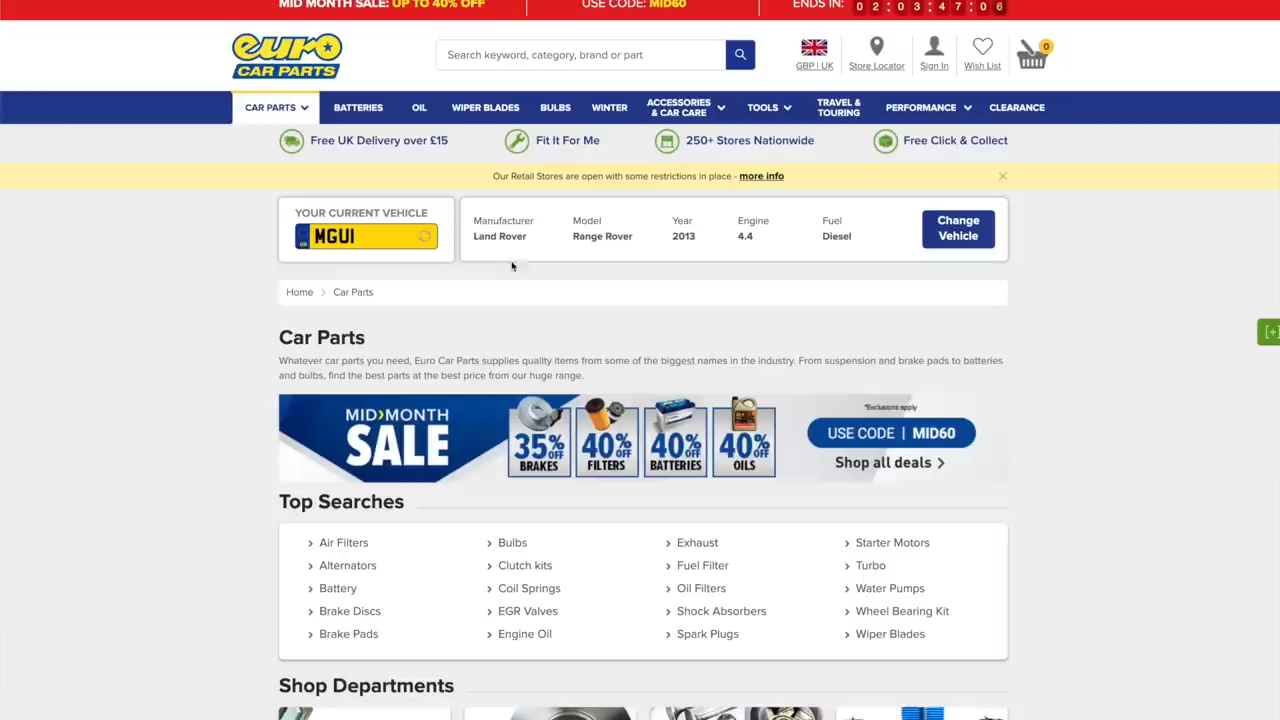 MID MONTH SALE: UP TO 40% OFF
USE CODE: MID60
ENDS IN: 02:03:47:06
euro
CAR PARTS
Search keyword, category, brand or part
GBP | UK
Store Locator
Sign In
Wish List
0
CAR PARTS
BATTERIES
OIL
WIPER BLADES
BULBS
WINTER
ACCESSORIES
& CAR CARE
TOOLS
TRAVEL &
TOURING
PERFORMANCE
CLEARANCE
Free UK Delivery over £15
Fit It For Me
250+ Stores Nationwide
Free Click & Collect
Our Retail Stores are open with some restrictions in place - more info
YOUR CURRENT VEHICLE
MGUI
Manufacturer
Land Rover
Model
Range Rover
Year
2013
Engine
4.4
Fuel
Diesel
Change
Vehicle
[+]
Home > Car Parts
Car Parts
Whatever car parts you need, Euro Car Parts supplies quality items from some of the biggest names in the industry. From suspension and brake pads to batteries
and bulbs, find the best parts at the best price from our huge range.
MID>MONTH
SALE
35% OFF
BRAKES
40% OFF
FILTERS
40% OFF
BATTERIES
40% OFF
OILS
*Exclusions apply
USE CODE | MID60
Shop all deals >
Top Searches
Air Filters
Alternators
Battery
Brake Discs
Brake Pads
Bulbs
Clutch kits
Coil Springs
EGR Valves
Engine Oil
Exhaust
Fuel Filter
Oil Filters
Shock Absorbers
Spark Plugs
Starter Motors
Turbo
Water Pumps
Wheel Bearing Kit
Wiper Blades
Shop Departments